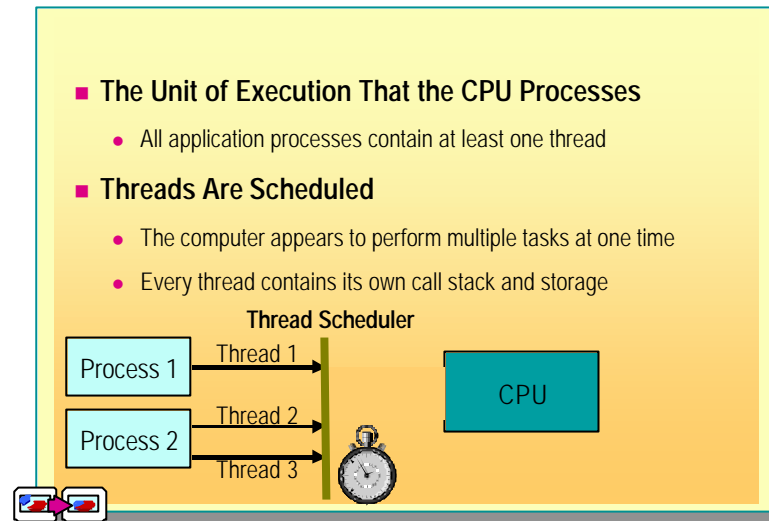 The Unit of Execution That the CPU Processes
All application processes contain at least one thread
Threads Are Scheduled
The computer appears to perform multiple tasks at one time
Every thread contains its own call stack and storage
Thread Scheduler
Process 1
Thread 1
CPU
Process 2
Thread 2
Thread 3